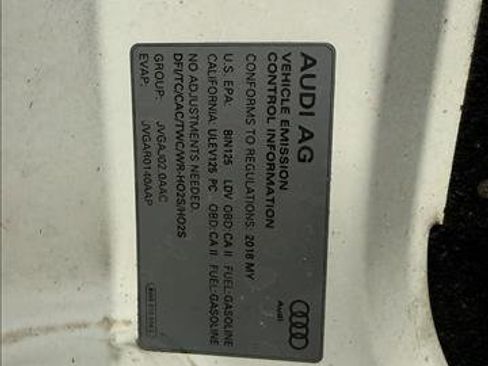 AUDI AG
VEHICLE EMISSION
CONTROL INFORMATION
Audi
CONFORMS TO REGULATIONS: 2018 MY
U.S. EPA: BIN125 LDV OBD: CA II FUEL: GASOLINE
CALIFORNIA: ULEV125 PC OBD: CA II FUEL: GASOLINE
NO ADJUSTMENTS NEEDED.
DFI/TC/CAC/TWC/WR-HO2S/HO2S
GROUP: JVGAJ02.0A4C
EVAP: JVGAR0140AAP